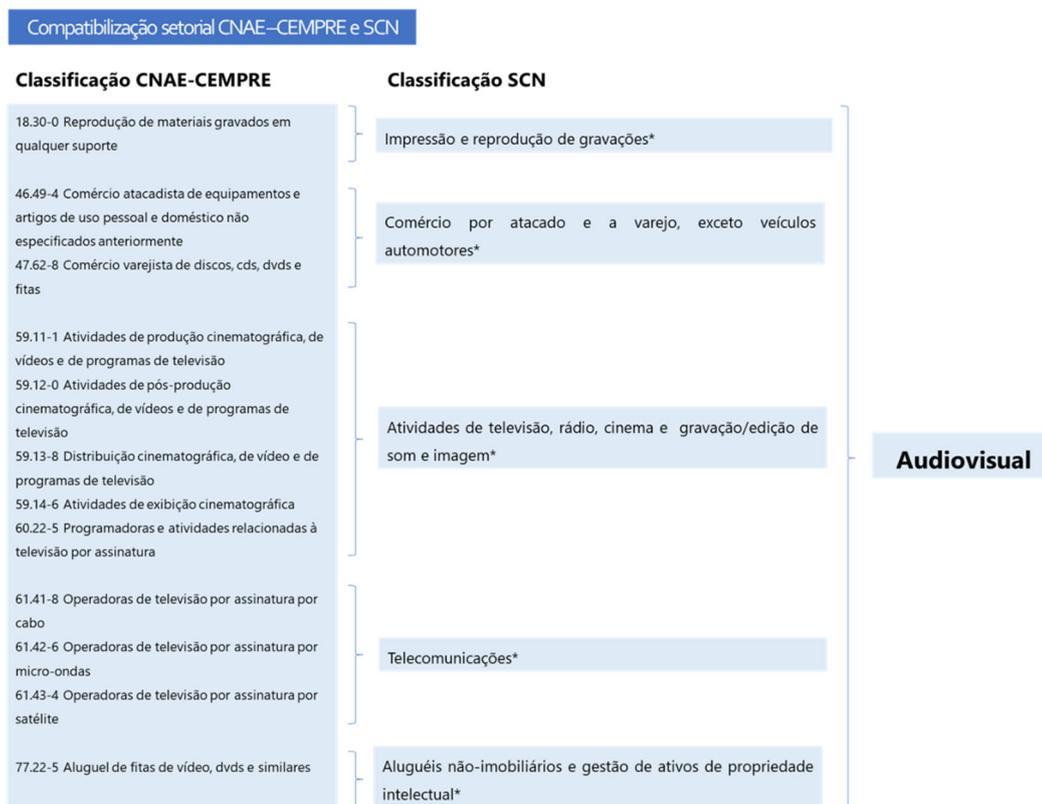 Compatibilização setorial CNAE–CEMPRE e SCN
Classificação CNAE-CEMPRE
Classificação SCN
18.30-0 Reprodução de materiais gravados em
qualquer suporte
Impressão e reprodução de gravações*
46.49-4 Comércio atacadista de equipamentos e
artigos de uso pessoal e doméstico não
especificados anteriormente
47.62-8 Comércio varejista de discos, cds, dvds e
fitas
Comércio por atacado e a varejo, exceto veículos
automotores*
59.11-1 Atividades de produção cinematográfica, de
vídeos e de programas de televisão
59.12-0 Atividades de pós-produção
cinematográfica, de vídeos e de programas de
televisão
59.13-8 Distribuição cinematográfica, de vídeo e de
programas de televisão
59.14-6 Atividades de exibição cinematográfica
60.22-5 Programadoras e atividades relacionadas à
televisão por assinatura
Atividades de televisão, rádio, cinema e gravação/edição de
som e imagem*
61.41-8 Operadoras de televisão por assinatura por
cabo
61.42-6 Operadoras de televisão por assinatura por
micro-ondas
61.43-4 Operadoras de televisão por assinatura por
satélite
Telecomunicações*
77.22-5 Aluguel de fitas de vídeo, dvds e similares
Aluguéis não-imobiliários e gestão de ativos de propriedade
intelectual*
Audiovisual